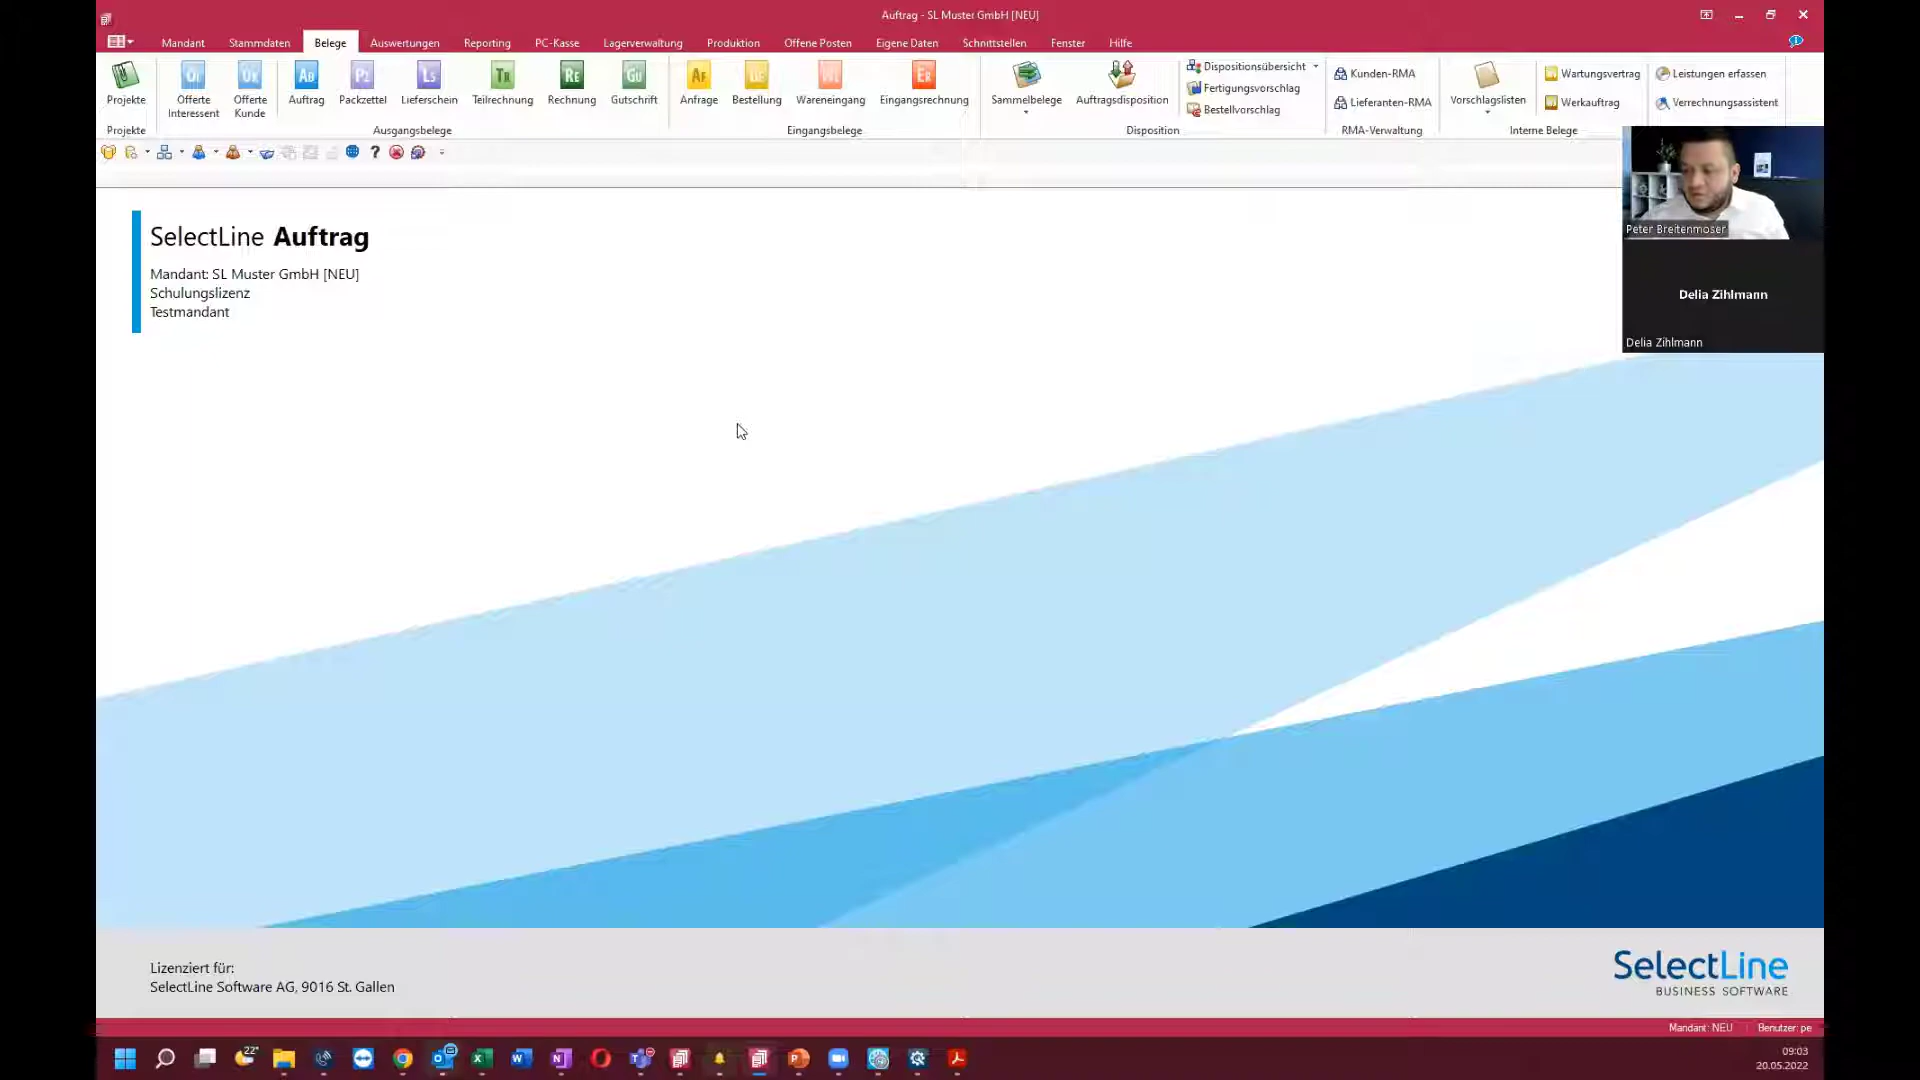 Auftrag - SL Muster GmbH [NEU]
Mandant Stammdaten Belege Auswertungen Reporting PC-Kasse Lagerverwaltung Produktion Offene Posten Eigene Daten Schnittstellen Fenster Hilfe
Projekte
Offerte Interessent
Offerte Kunde
Auftrag
Packzettel
Lieferschein
Teilrechnung
Rechnung
Gutschrift
Anfrage
Bestellung
Wareneingang
Eingangsrechnung
Sammelbelege
Auftragsdisposition
Dispositionsübersicht
Fertigungsvorschlag
Bestellvorschlag
Kunden-RMA
Lieferanten-RMA
Vorschlagslisten
Wartungsvertrag
Werkauftrag
Leistungen erfassen
Verrechnungsassistent
Projekte Ausgangsbelege Eingangsbelege Disposition RMA-Verwaltung Interne Belege
Peter Breitenmoser
Delia Zihlmann
Delia Zihlmann
SelectLine Auftrag
Mandant: SL Muster GmbH [NEU]
Schulungslizenz
Testmandant
Lizenziert für:
SelectLine Software AG, 9016 St. Gallen
SelectLine
BUSINESS SOFTWARE
Mandant: NEU Benutzer: pe
22°
09:03
20.05.2022